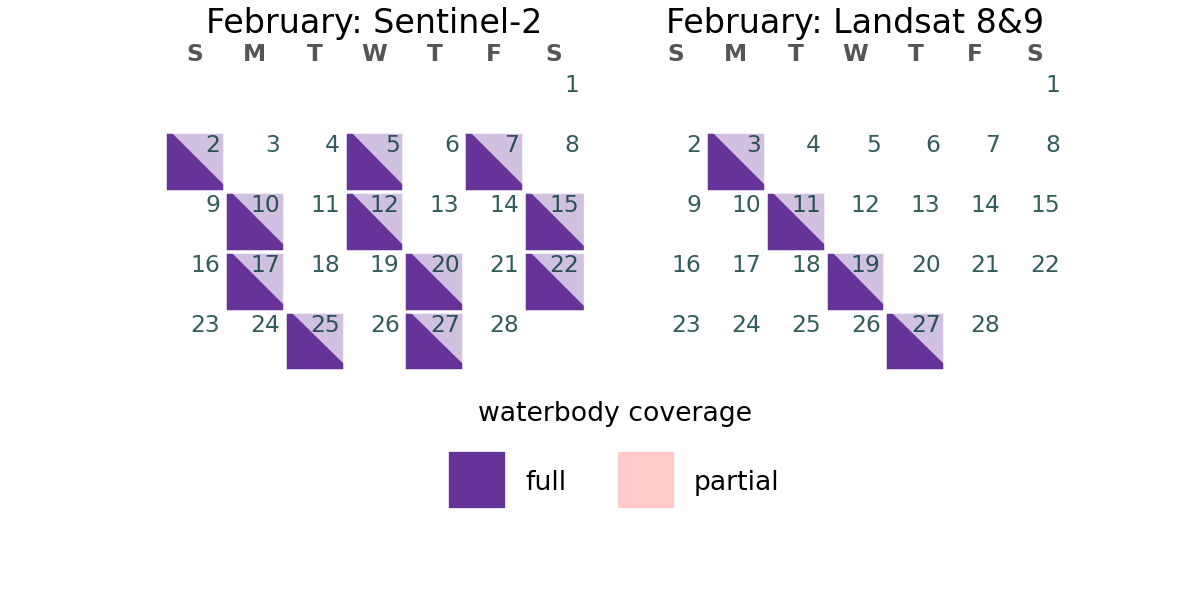 February: Sentinel-2
S M T W T F S
1
2 3 4 5 6 7 8
9 10 11 12 13 14 15
16 17 18 19 20 21 22
23 24 25 26 27 28
February: Landsat 8&9
S M T W T F S
1
2 3 4 5 6 7 8
9 10 11 12 13 14 15
16 17 18 19 20 21 22
23 24 25 26 27 28
waterbody coverage
full partial